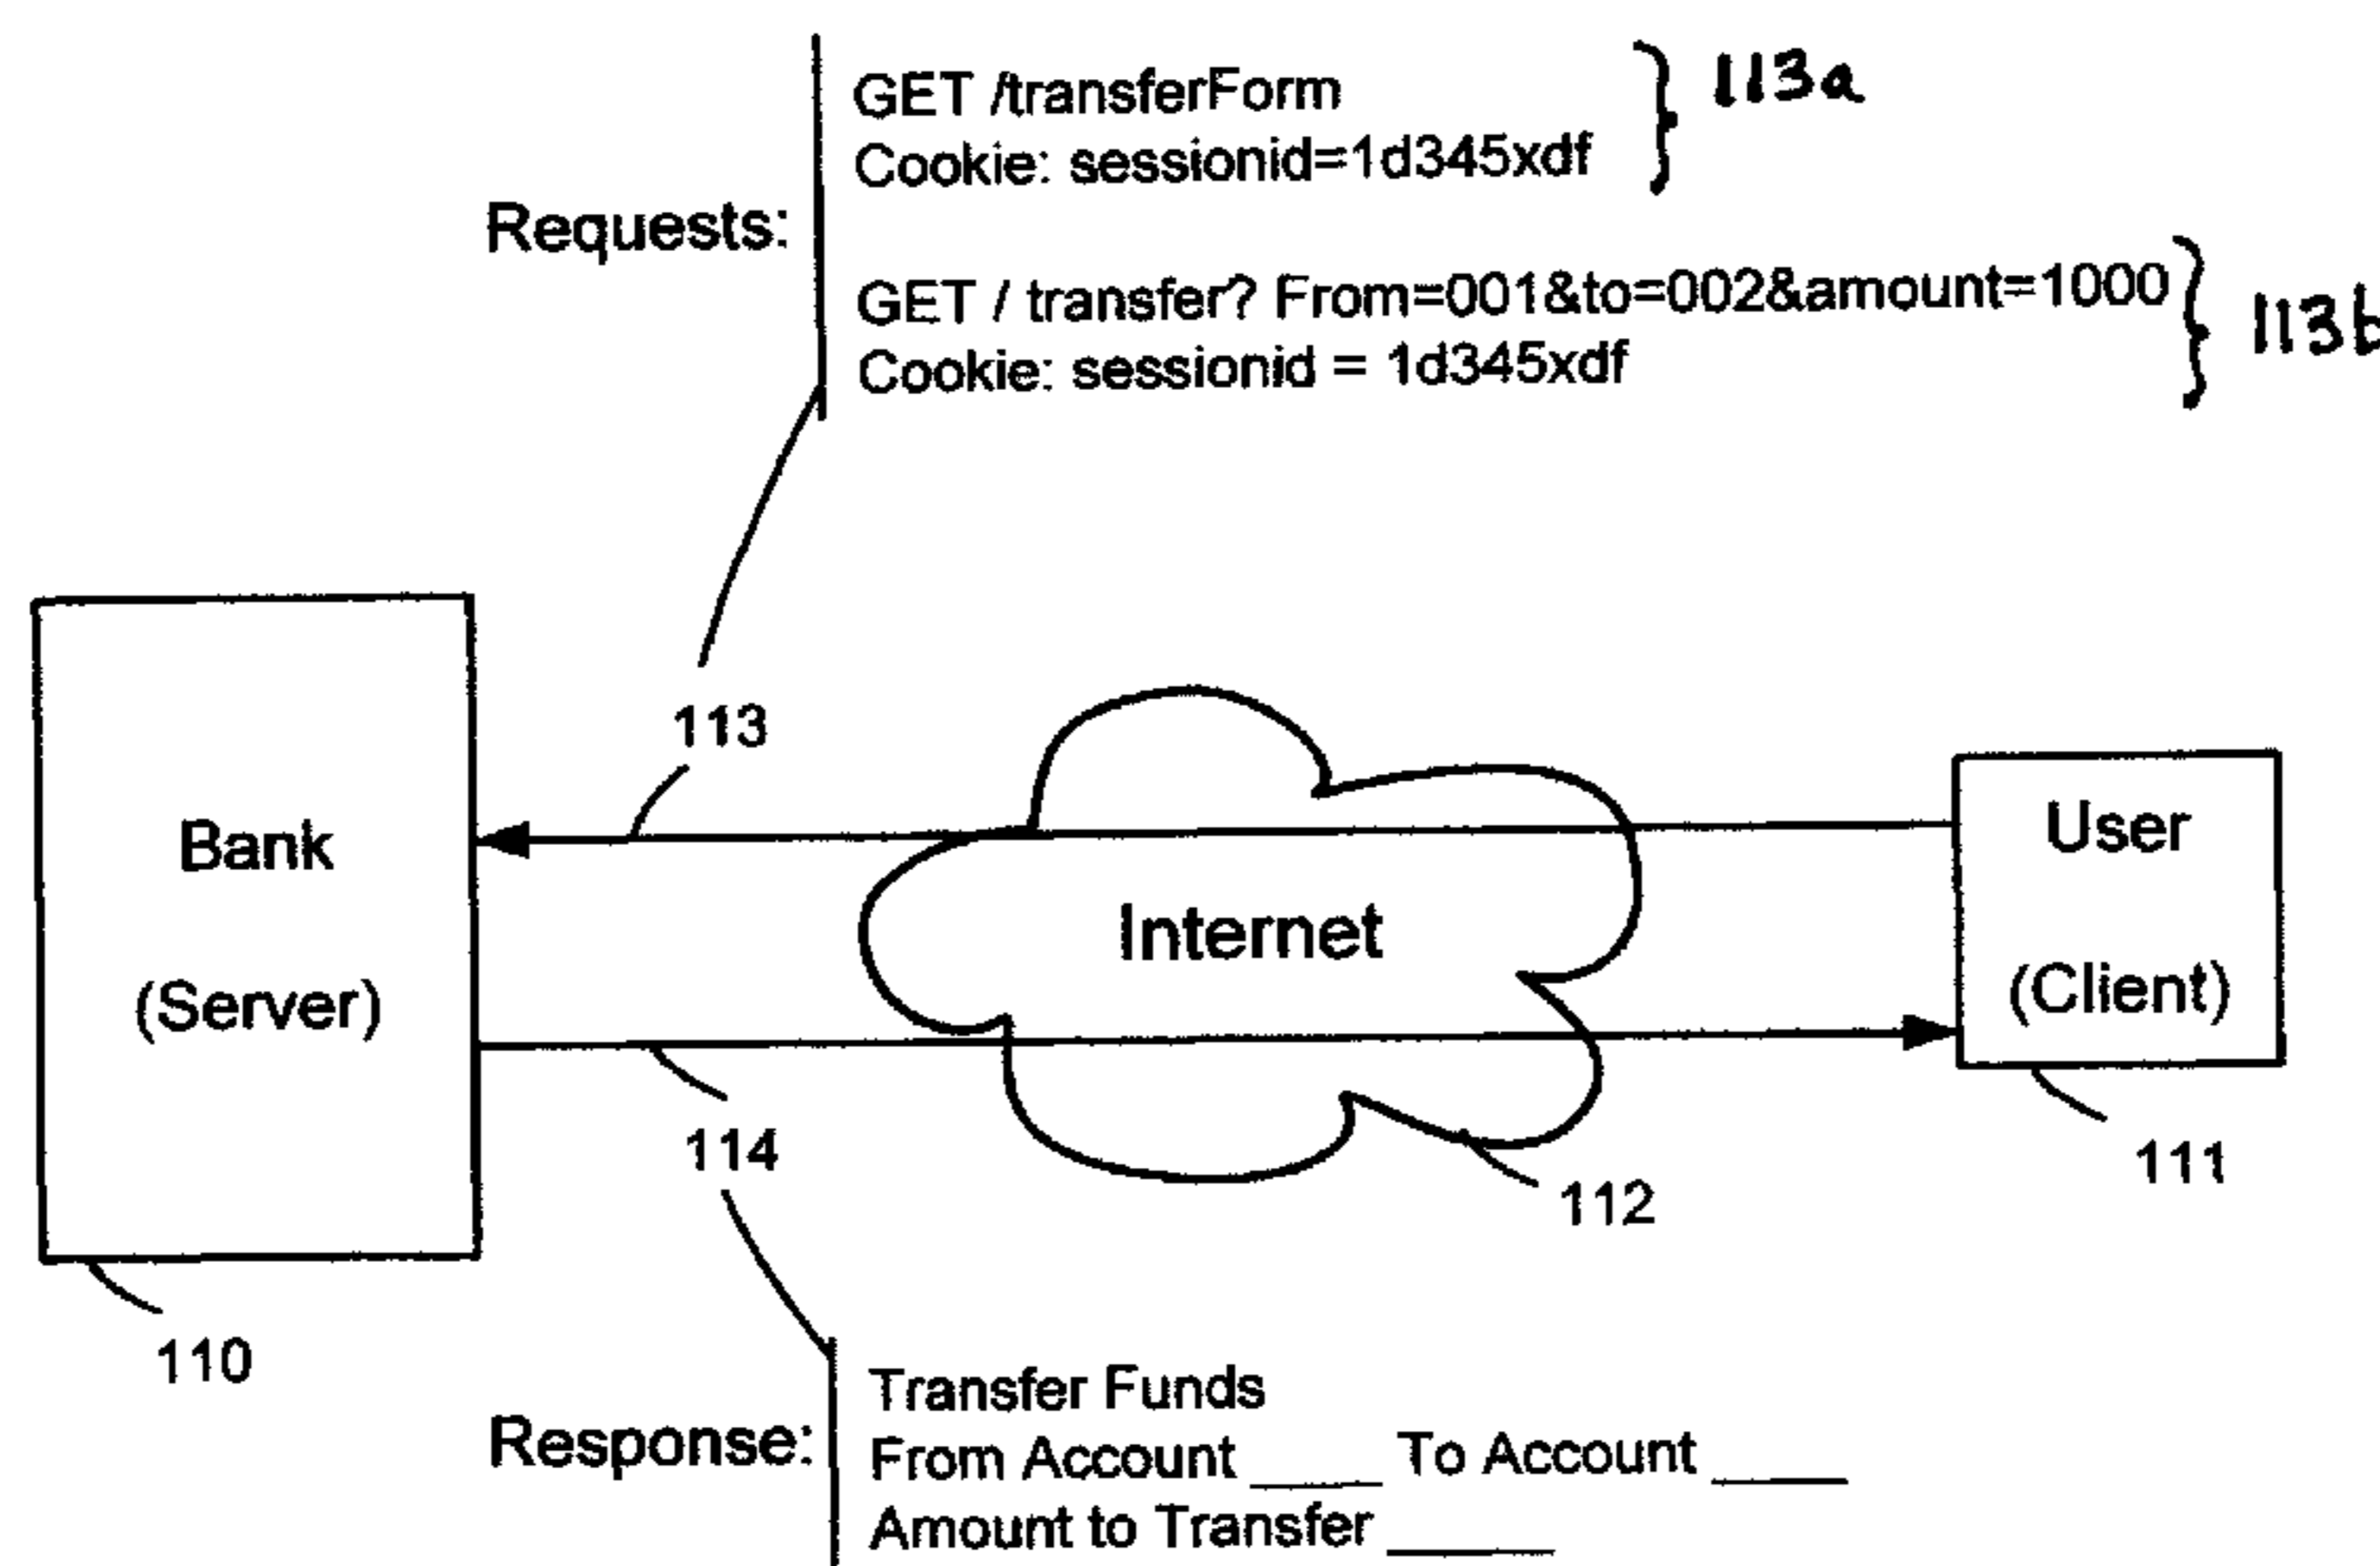 GET /transferForm
Cookie: sessionid=1d345xdf
113a
Requests:
GET / transfer? From=001&to=002&amount=1000
Cookie: sessionid = 1d345xdf
113b
113
Bank
(Server)
Internet
User
(Client)
114
112
111
110
Response:
Transfer Funds
From Account _____ To Account _____
Amount to Transfer ______